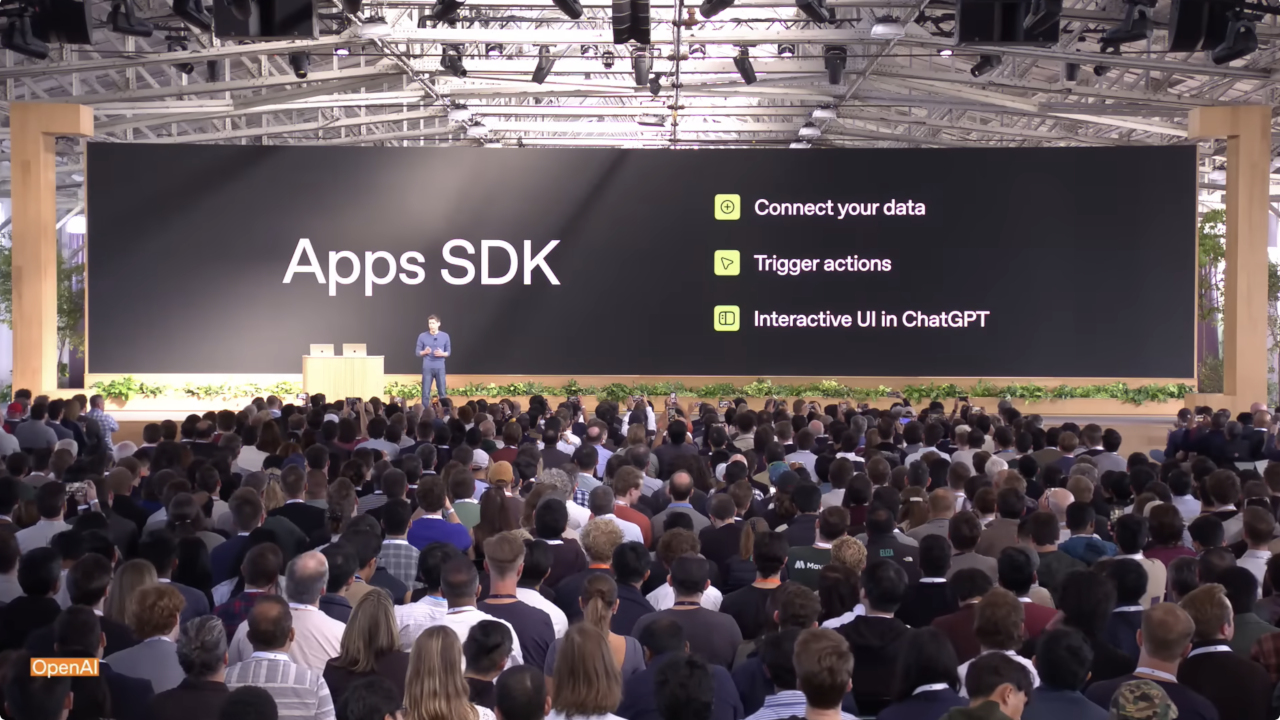 Apps SDK
Connect your data
Trigger actions
Interactive UI in ChatGPT
OpenAI